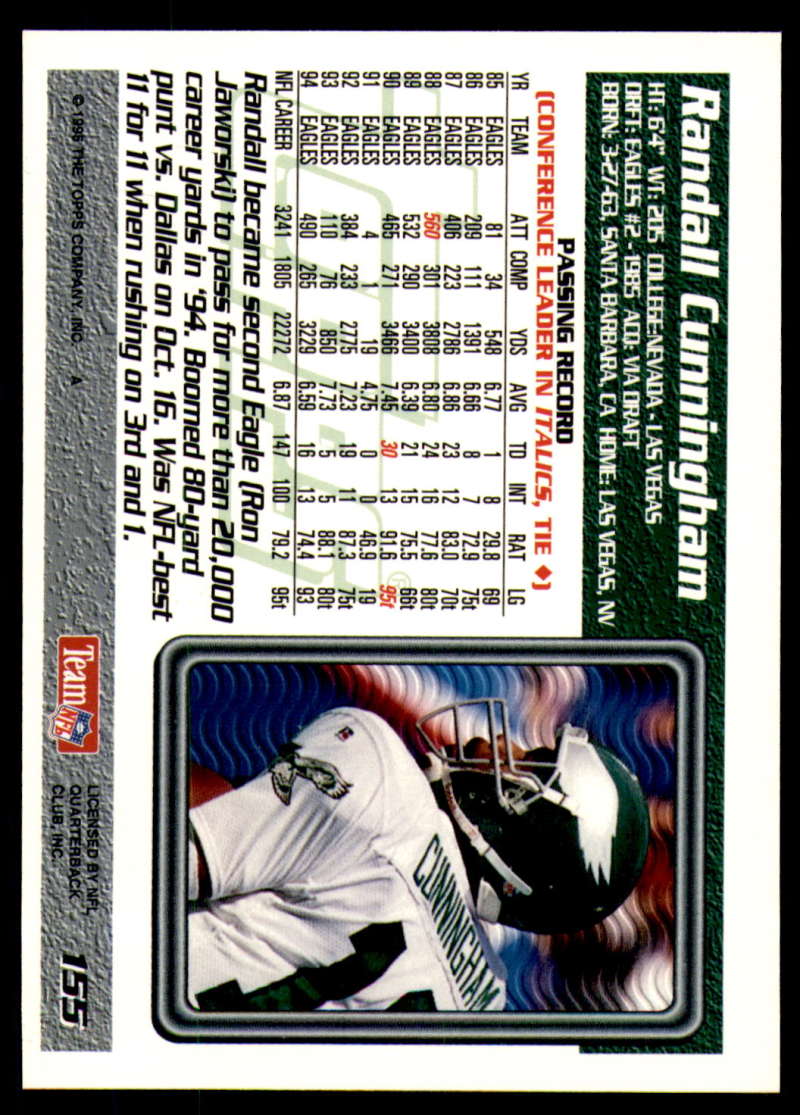 Randall Cunningham
HT: 6'4" WT: 205 COLLEGE: NEVADA - LAS VEGAS
DRFT: EAGLES #2 - 1985 ACQ: VIA DRAFT
BORN: 3-27-63, SANTA BARBARA, CA HOME: LAS VEGAS, NV
PASSING RECORD
(CONFERENCE LEADER IN ITALICS, TIE ♦)
YR TEAM ATT COMP YDS AVG TD INT RAT LG
85 EAGLES 81 34 548 6.77 1 8 29.8 69
86 EAGLES 209 111 1391 6.66 8 7 72.9 75t
87 EAGLES 406 223 2786 6.86 23 12 83.0 70t
88 EAGLES 560 301 3808 6.80 24 16 77.6 80t
89 EAGLES 532 290 3400 6.39 21 15 75.5 66t
90 EAGLES 465 271 3466 7.45 30 13 91.6 95t
91 EAGLES 4 1 19 4.75 0 0 46.9 19
92 EAGLES 384 233 2775 7.23 19 11 87.3 75t
93 EAGLES 110 76 850 7.73 5 5 88.1 80t
94 EAGLES 490 265 3229 6.59 16 13 74.4 93
NFL CAREER 3241 1805 22272 6.87 147 100 79.2 95t
Randall became second Eagle (Ron
Jaworski) to pass for more than 20,000
career yards in '94. Boomed 80-yard
punt vs. Dallas on Oct. 16. Was NFL-best
11 for 11 when rushing on 3rd and 1.
CUNNINGHAM
© 1995 THE TOPPS COMPANY, INC. A
Team NFL
LICENSED BY NFL
QUARTERBACK
CLUB, INC.
155